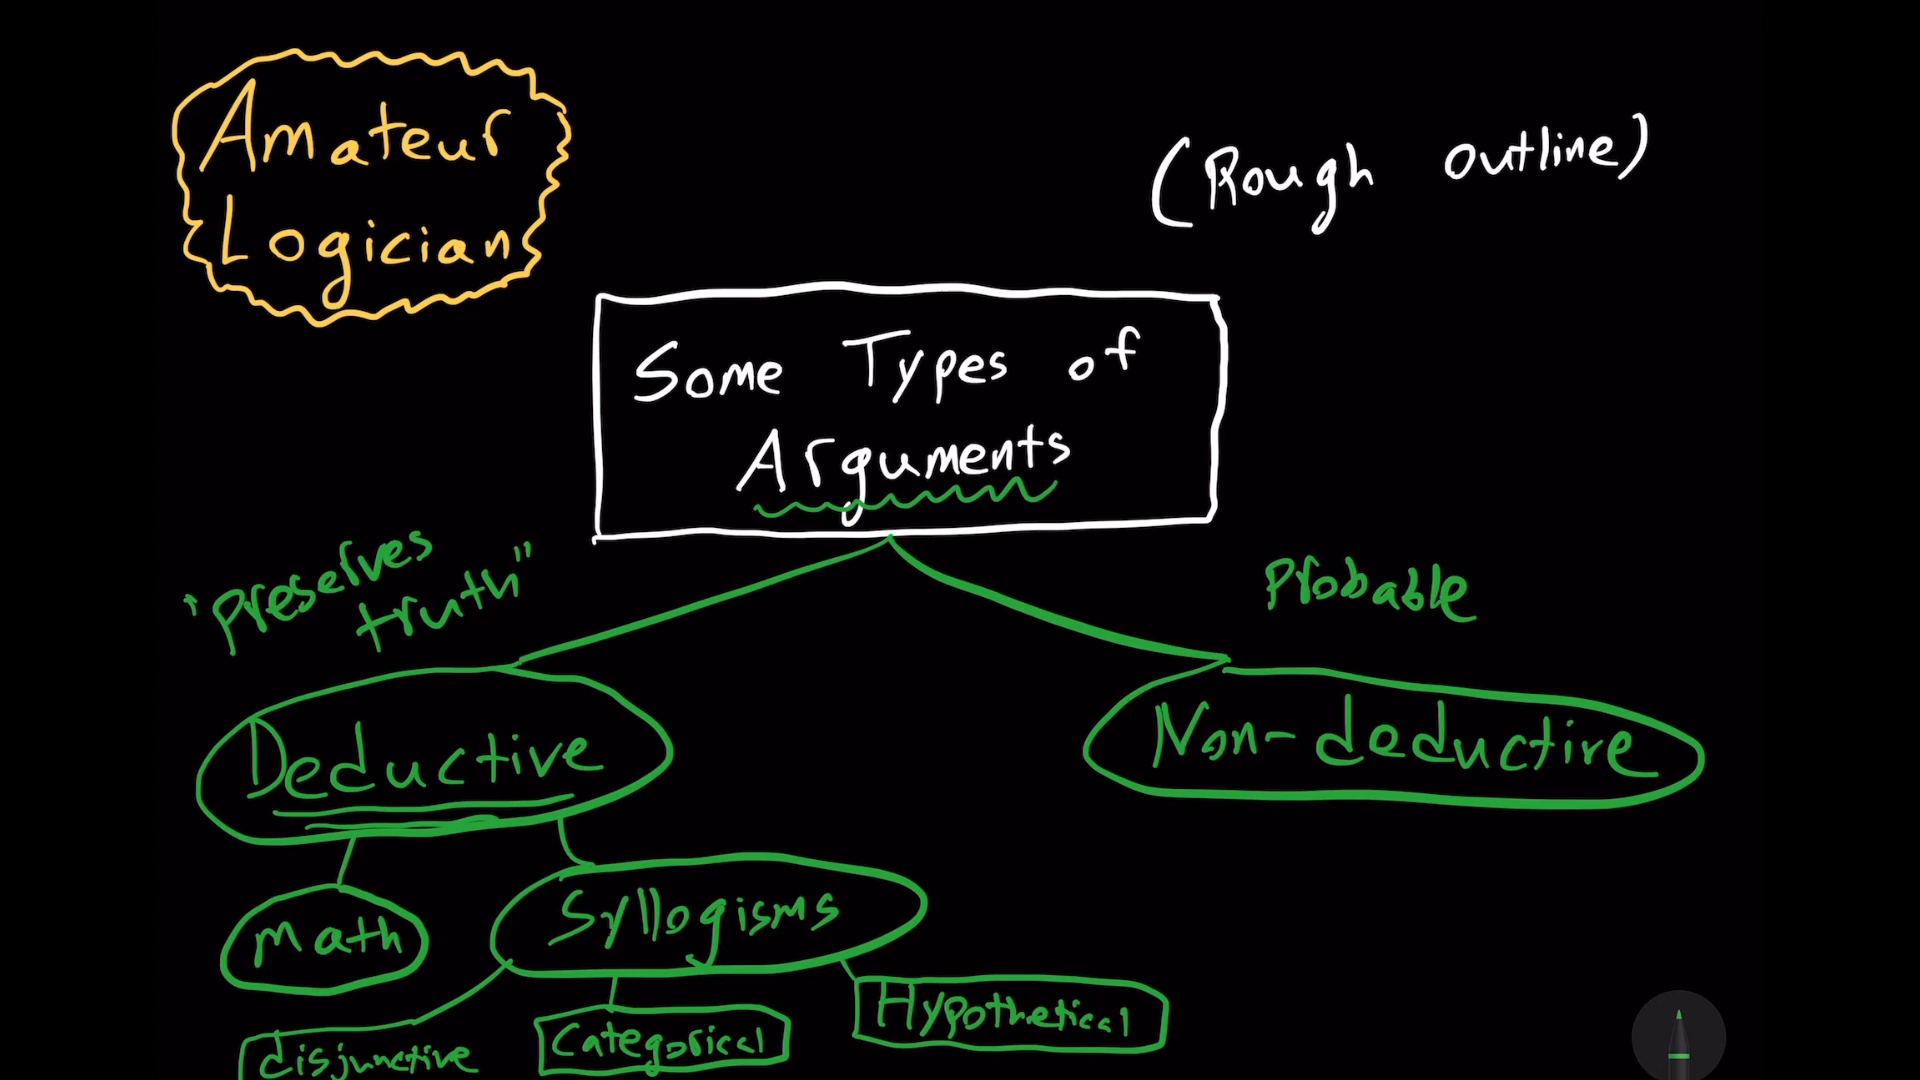 Amateur
Logician
(Rough outline)
Some Types of
Arguments
"preserves
truth"
Probable
Deductive
Non-deductive
Math
Syllogisms
disjunctive
Categorical
Hypothetical